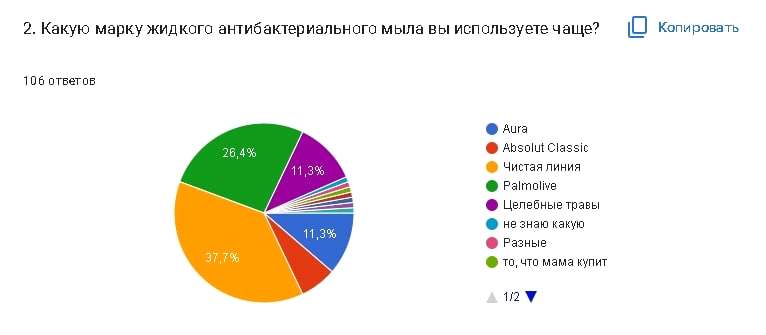 2. Какую марку жидкого антибактериального мыла вы используете чаще?
Копировать
106 ответов
26,4%
11,3%
11,3%
37,7%
Aura
Absolut Classic
Чистая линия
Palmolive
Целебные травы
не знаю какую
Разные
то, что мама купит
1/2